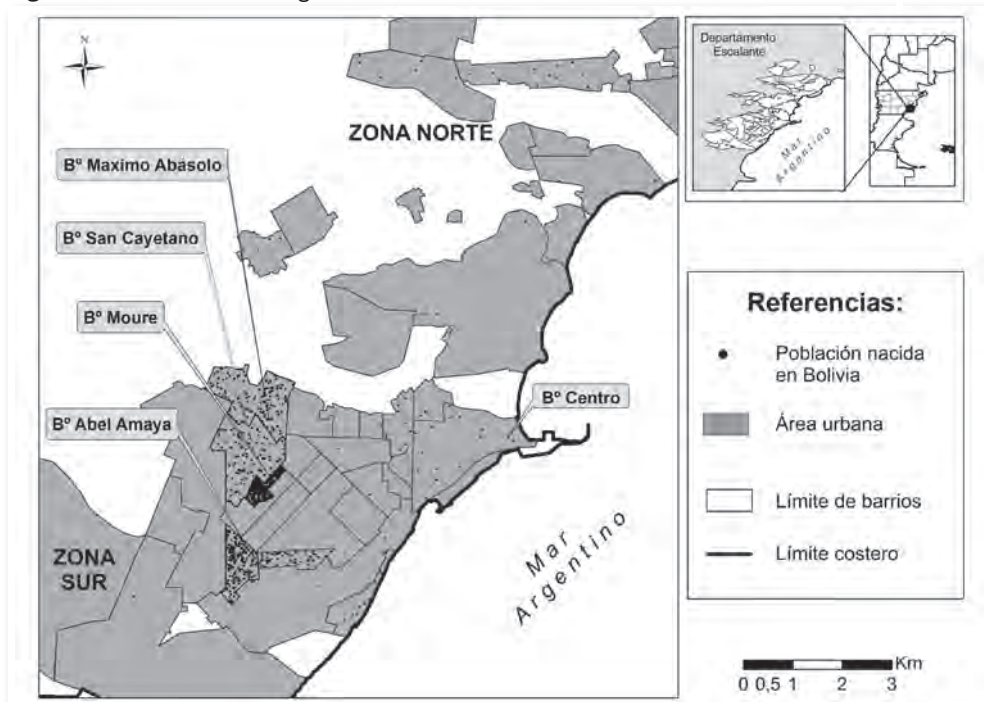 N
ZONA NORTE
Bº Maximo Abasolo
Bº San Cayetano
Bº Moure
Bº Abel Amaya
Bº Centro
ZONA
SUR
Mar
Argentino
Departamento
Escalante
Mar
Argentino
Referencias:
Población nacida
en Bolivia
Área urbana
Límite de barrios
Límite costero
Km
0 0,5 1 2 3